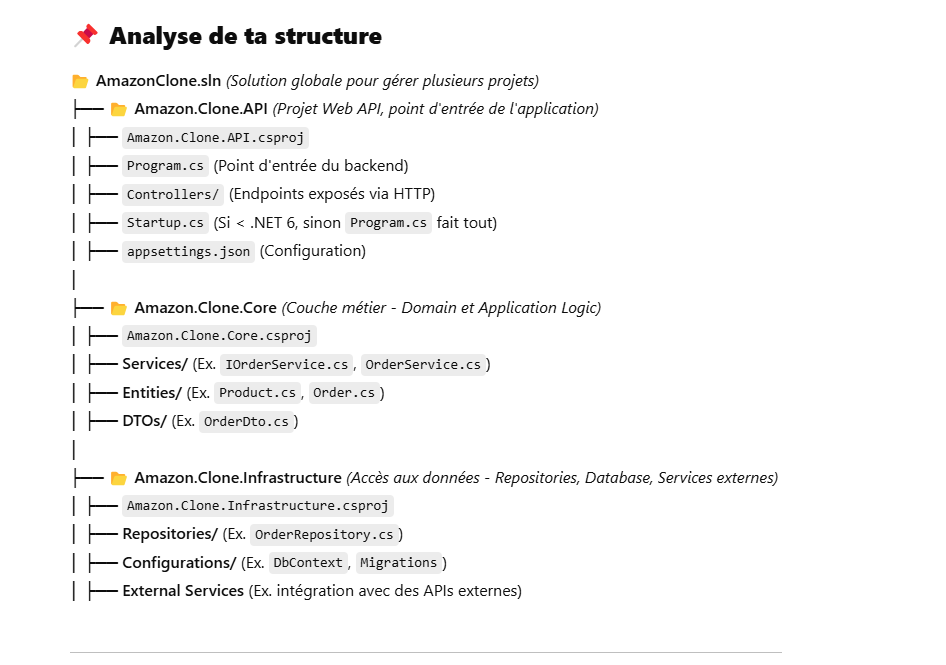 📌 Analyse de ta structure
📂 AmazonClone.sln (Solution globale pour gérer plusieurs projets)
├── 📂 Amazon.Clone.API (Projet Web API, point d'entrée de l'application)
│ ├── Amazon.Clone.API.csproj
│ ├── Program.cs (Point d'entrée du backend)
│ ├── Controllers/ (Endpoints exposés via HTTP)
│ ├── Startup.cs (Si < .NET 6, sinon Program.cs fait tout)
│ ├── appsettings.json (Configuration)
│
├── 📂 Amazon.Clone.Core (Couche métier - Domain et Application Logic)
│ ├── Amazon.Clone.Core.csproj
│ ├── Services/ (Ex. IOrderService.cs, OrderService.cs)
│ ├── Entities/ (Ex. Product.cs, Order.cs)
│ ├── DTOs/ (Ex. OrderDto.cs)
│
├── 📂 Amazon.Clone.Infrastructure (Accès aux données - Repositories, Database, Services externes)
│ ├── Amazon.Clone.Infrastructure.csproj
│ ├── Repositories/ (Ex. OrderRepository.cs)
│ ├── Configurations/ (Ex. DbContext, Migrations)
│ ├── External Services (Ex. intégration avec des APIs externes)